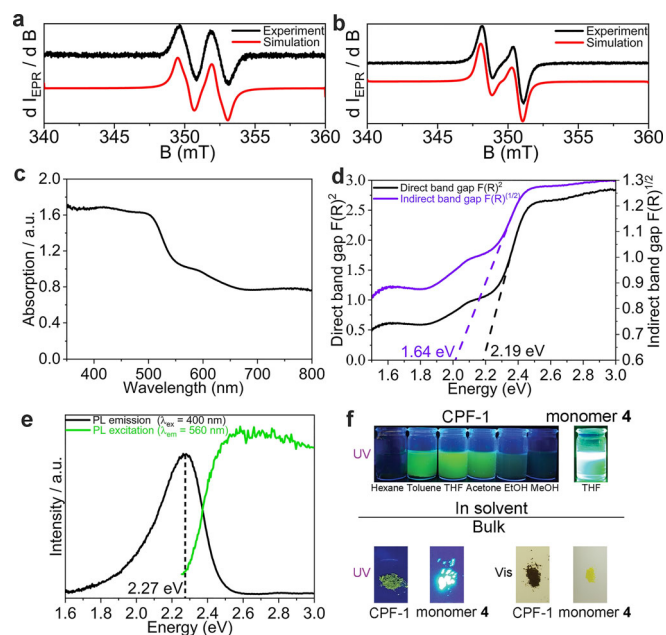 a
Experiment
Simulation
d I_EPR / d B
340 345 350 355 360
B (mT)
b
Experiment
Simulation
d I_EPR / d B
340 345 350 355 360
B (mT)
c
Absorption / a.u.
2.0
1.6
1.2
0.8
0.4
0.0
400 500 600 700 800
Wavelength (nm)
d
Direct band gap F(R)²
Indirect band gap F(R)^(1/2)
Direct band gap F(R)²
3.0
2.5
2.0
1.5
1.0
0.5
0.0
1.3
1.2
1.1
1.0
0.9
0.8
0.7
0.6
Indirect band gap F(R)^1/2
1.64 eV
2.19 eV
1.6 1.8 2.0 2.2 2.4 2.6 2.8 3.0
Energy (eV)
e
PL emission (λ_ex = 400 nm)
PL excitation (λ_em = 560 nm)
Intensity / a.u.
2.27 eV
1.6 1.8 2.0 2.2 2.4 2.6 2.8 3.0
Energy (eV)
f
CPF-1 monomer 4
UV
Hexane Toluene THF Acetone EtOH MeOH THF
In solvent
Bulk
UV
Vis
CPF-1 monomer 4 CPF-1 monomer 4